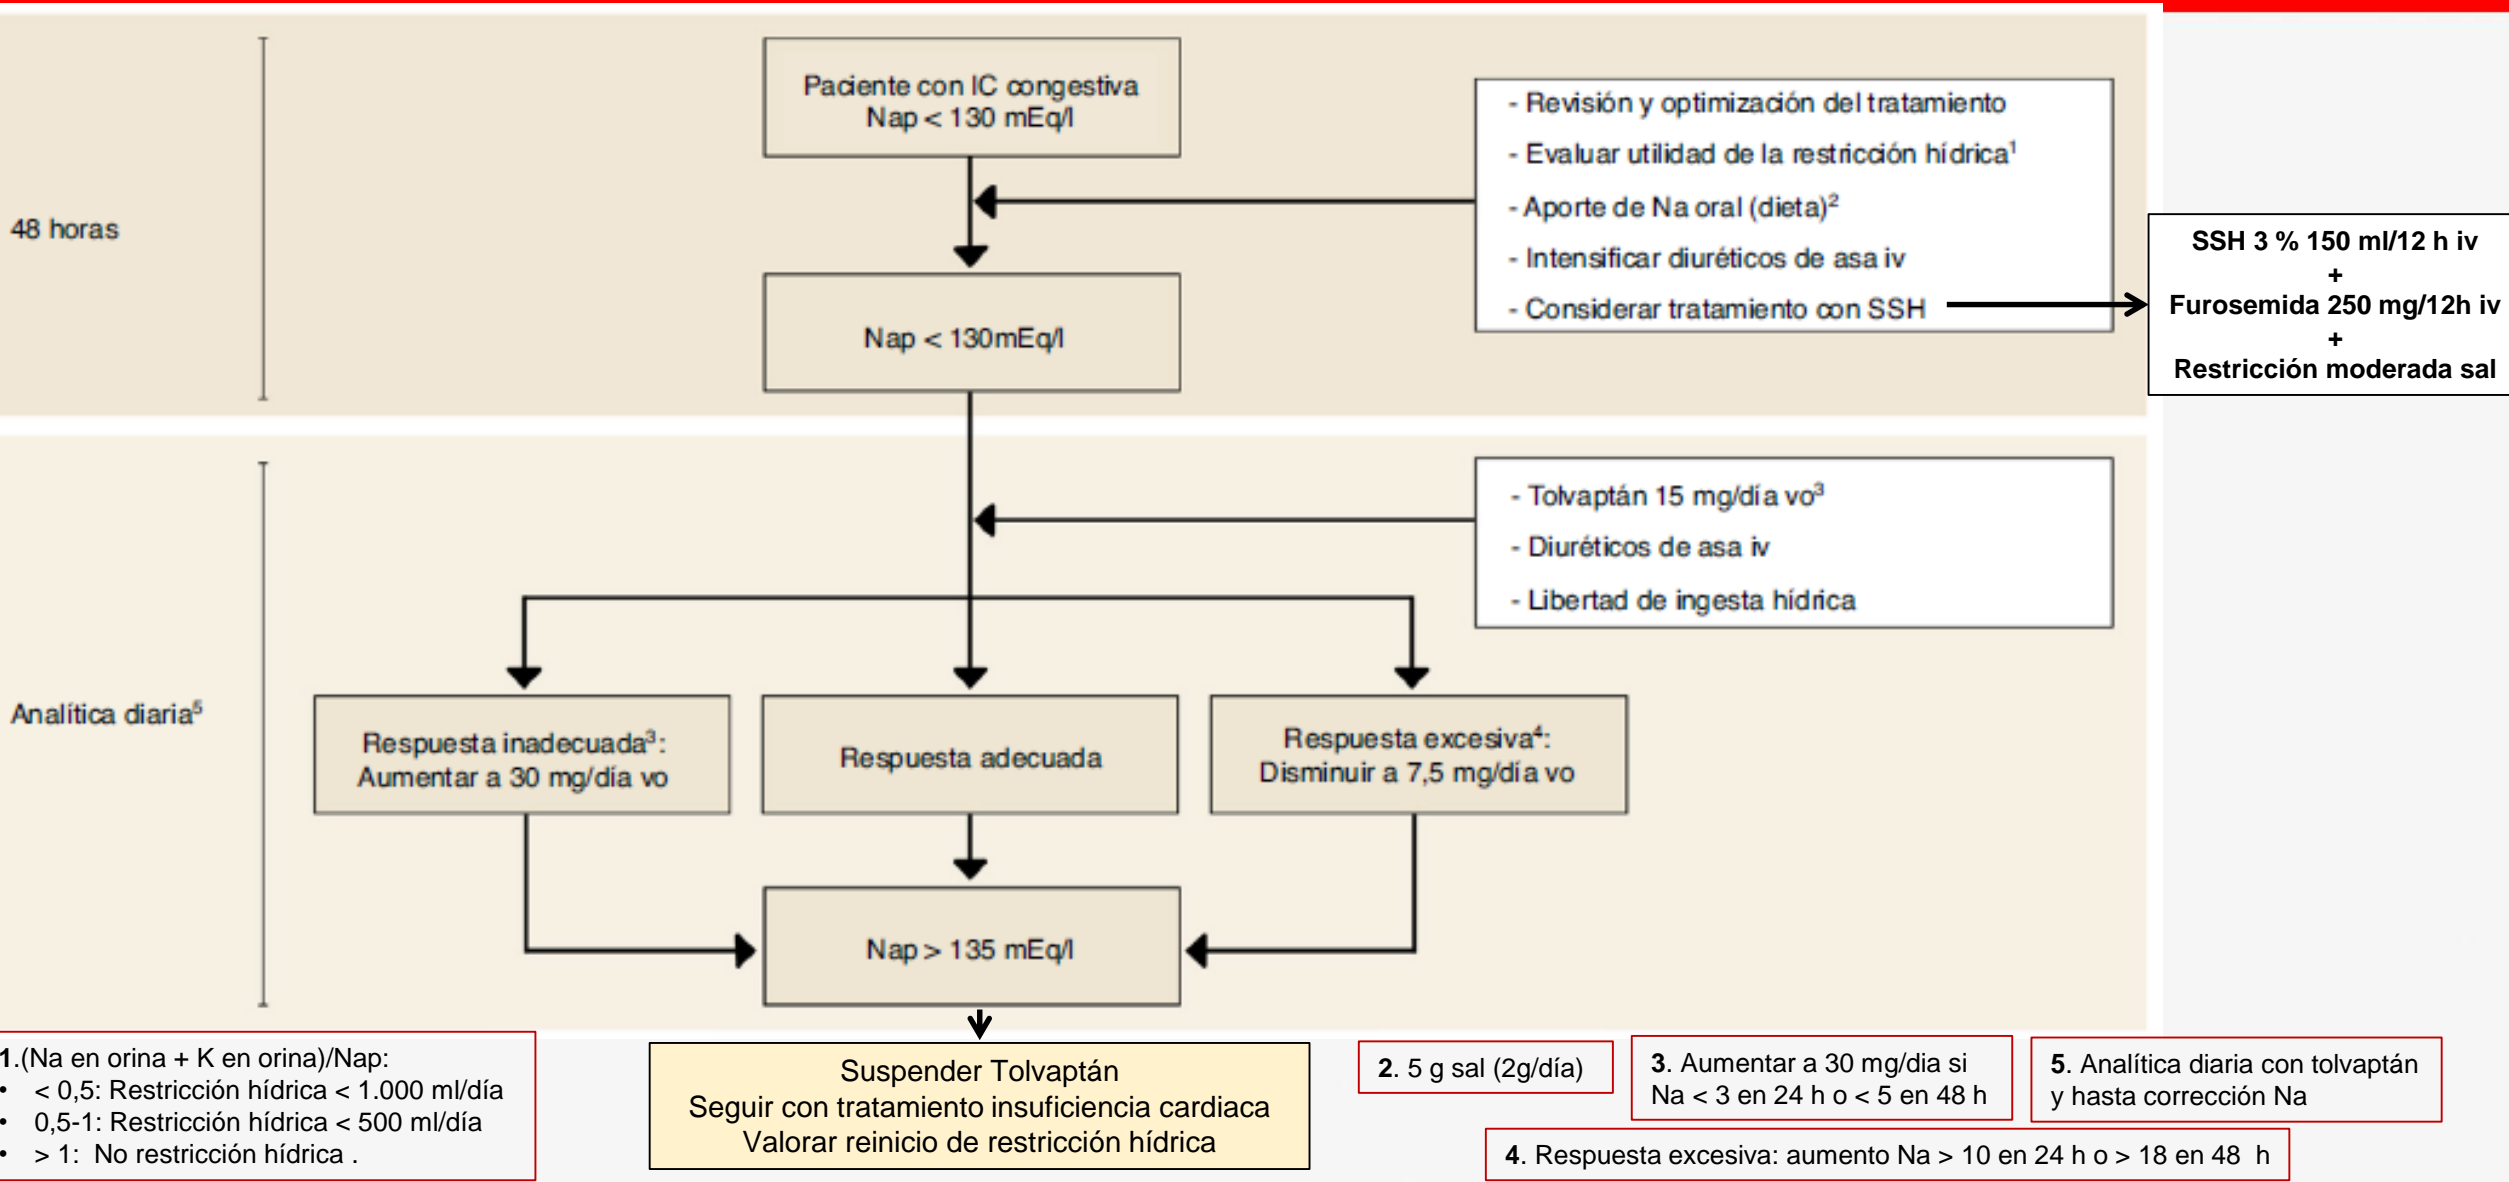 Paciente con IC congestiva
Nap < 130 mEq/l
- Revisión y optimización del tratamiento
- Evaluar utilidad de la restricción hídrica¹
- Aporte de Na oral (dieta)²
- Intensificar diuréticos de asa iv
- Considerar tratamiento con SSH
48 horas
SSH 3 % 150 ml/12 h iv
+
Furosemida 250 mg/12h iv
+
Restricción moderada sal
Nap < 130mEq/l
- Tolvaptán 15 mg/día vo³
- Diuréticos de asa iv
- Libertad de ingesta hídrica
Analítica diaria⁵
Respuesta inadecuada³:
Aumentar a 30 mg/día vo
Respuesta adecuada
Respuesta excesiva⁴:
Disminuir a 7,5 mg/día vo
Nap > 135 mEq/l
1.(Na en orina + K en orina)/Nap:
• < 0,5: Restricción hídrica < 1.000 ml/día
• 0,5-1: Restricción hídrica < 500 ml/día
• > 1: No restricción hídrica .
Suspender Tolvaptán
Seguir con tratamiento insuficiencia cardiaca
Valorar reinicio de restricción hídrica
2. 5 g sal (2g/día)
3. Aumentar a 30 mg/dia si
Na < 3 en 24 h o < 5 en 48 h
5. Analítica diaria con tolvaptán
y hasta corrección Na
4. Respuesta excesiva: aumento Na > 10 en 24 h o > 18 en 48 h